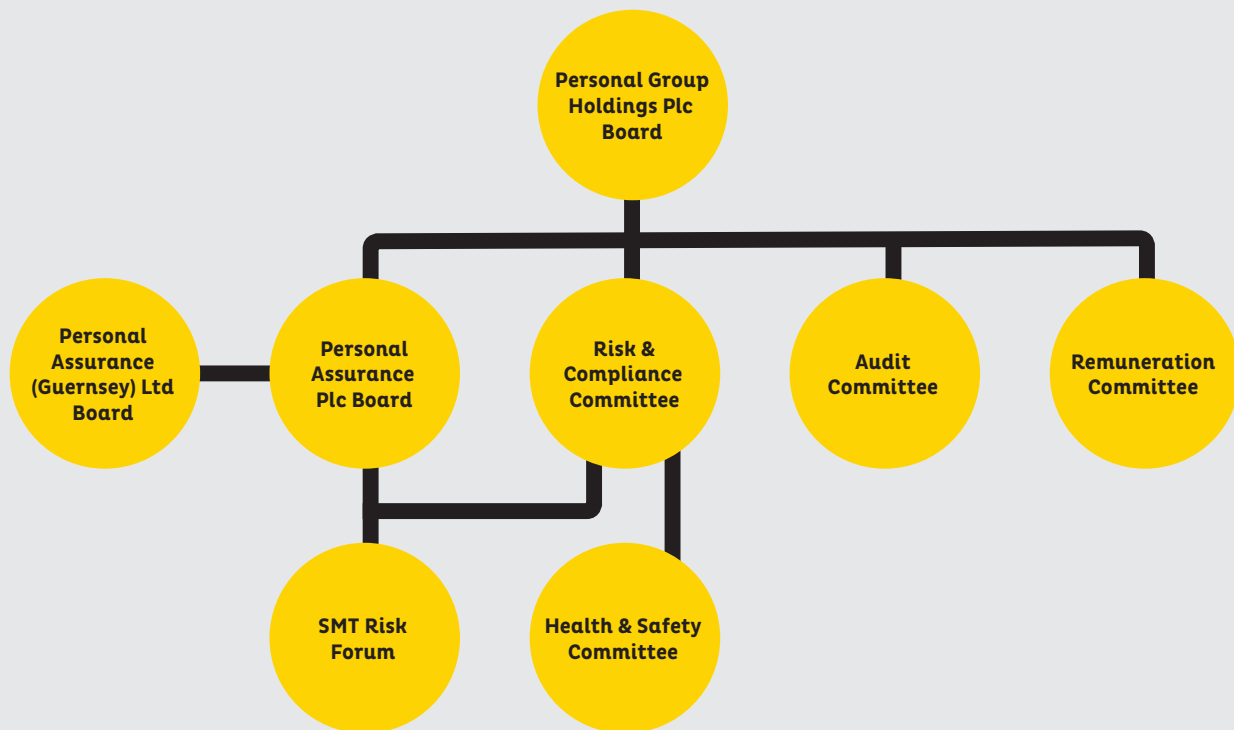 Personal Group
Holdings Plc
Board
Personal
Assurance
(Guernsey) Ltd
Board
Personal
Assurance
Plc Board
Risk &
Compliance
Committee
Audit
Committee
Remuneration
Committee
SMT Risk
Forum
Health & Safety
Committee